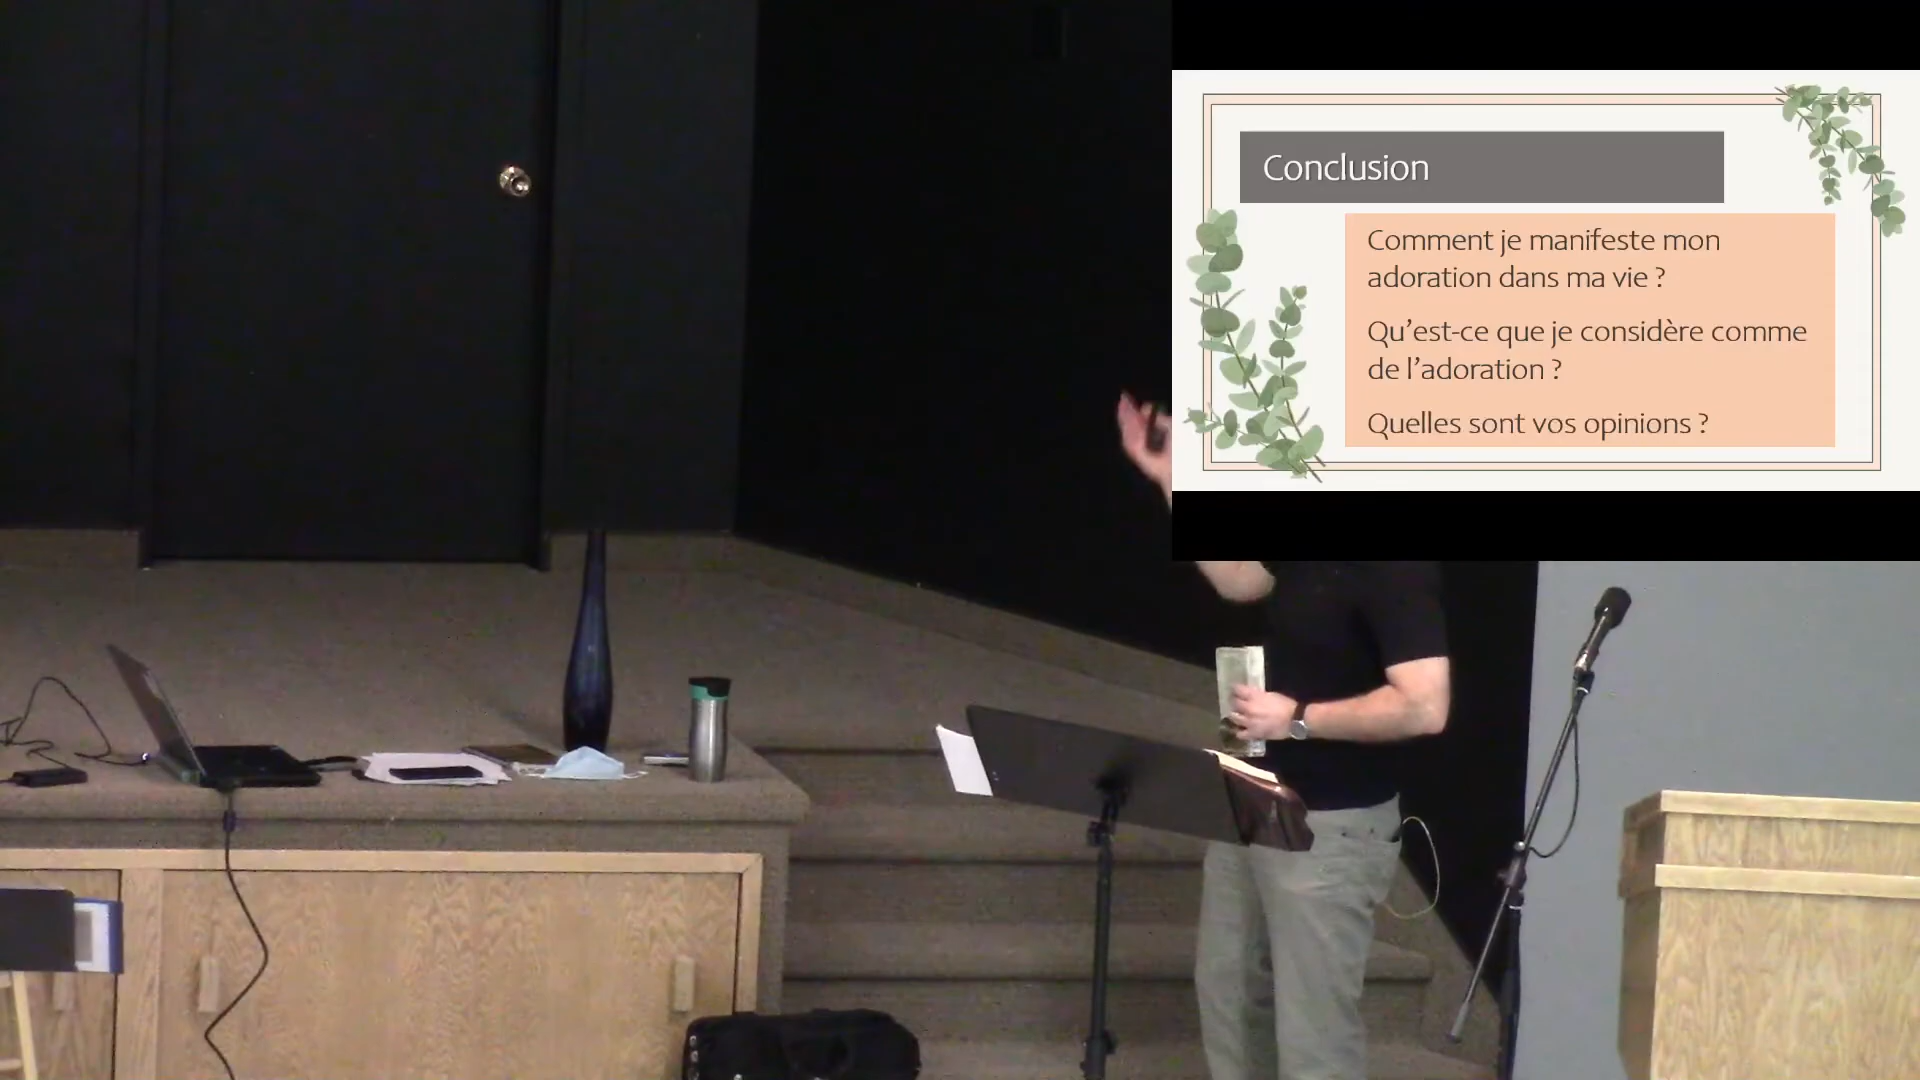 Conclusion
Comment je manifeste mon
adoration dans ma vie ?
Qu’est-ce que je considère comme
de l’adoration ?
Quelles sont vos opinions ?